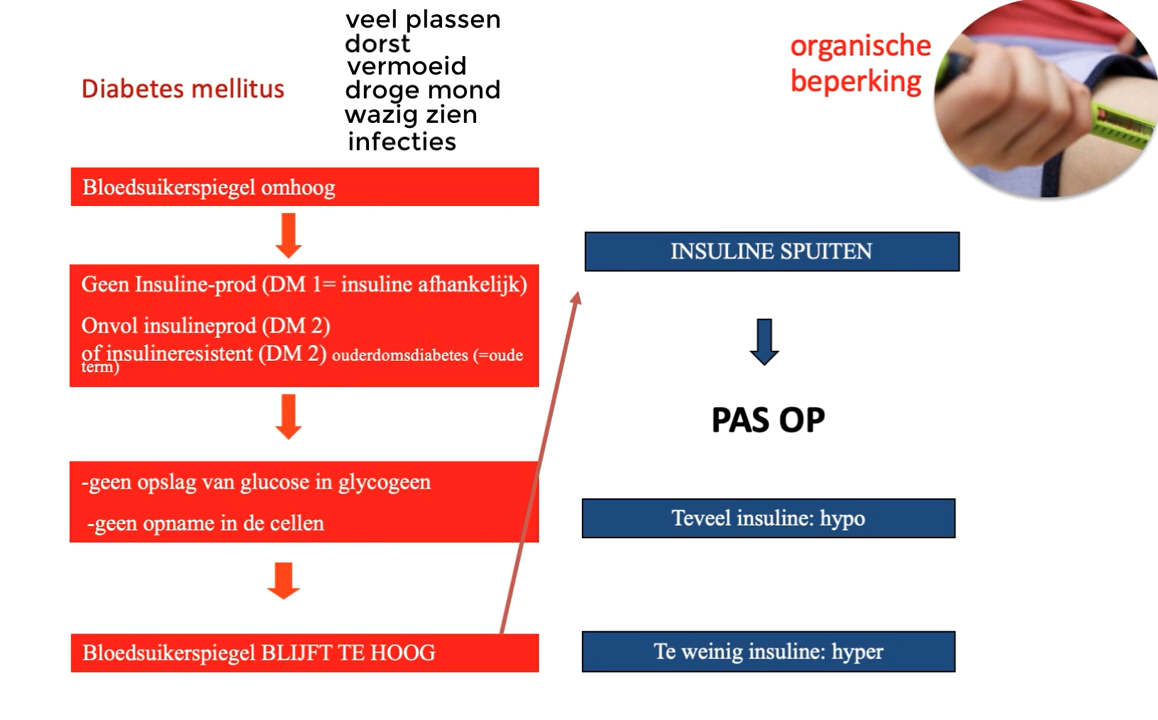 Diabetes mellitus
veel plassen
dorst
vermoeid
droge mond
wazig zien
infecties
organische
beperking
Bloedsuikerspiegel omhoog
Geen Insuline-prod (DM 1= insuline afhankelijk)
Onvol insulineprod (DM 2)
of insulineresistent (DM 2) ouderdomsdiabetes (=oude
term)
-geen opslag van glucose in glycogeen
-geen opname in de cellen
Bloedsuikerspiegel BLIJFT TE HOOG
INSULINE SPUITEN
PAS OP
Teveel insuline: hypo
Te weinig insuline: hyper